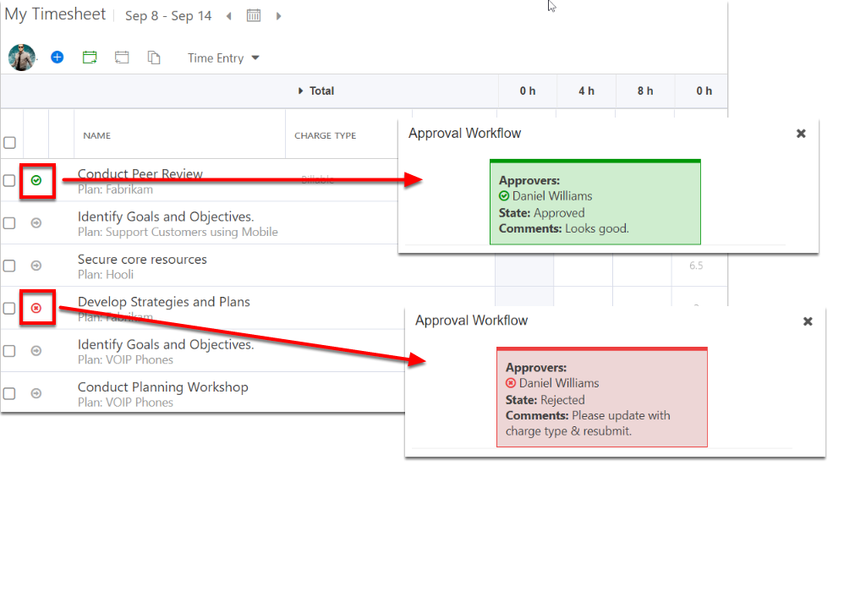 My Timesheet
Sep 8 - Sep 14
Time Entry
Total 0 h 4 h 8 h 0 h
NAME CHARGE TYPE
Conduct Peer Review
Plan: Fabrikam
Billable
Identify Goals and Objectives.
Plan: Support Customers using Mobile
Secure core resources
Plan: Hooli
6.5
Develop Strategies and Plans
Plan: Fabrikam
Identify Goals and Objectives.
Plan: VOIP Phones
Conduct Planning Workshop
Plan: VOIP Phones
Approval Workflow
Approvers:
Daniel Williams
State: Approved
Comments: Looks good.
Approval Workflow
Approvers:
Daniel Williams
State: Rejected
Comments: Please update with
charge type & resubmit.